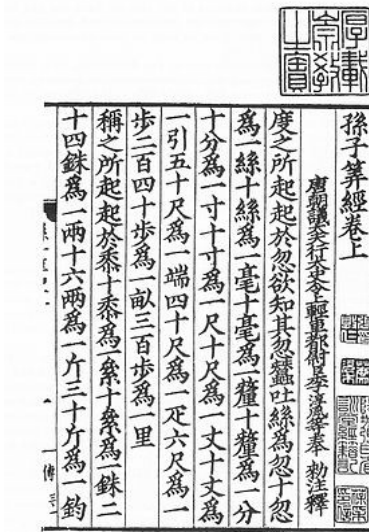 孫子筭經卷上
唐朝議大夫行太史令上輕車都尉臣李淳風等奉 勑注釋
度之所起起於忽欲知其忽蠶吐絲爲忽十忽
爲一絲十絲爲一毫十毫爲一釐十釐爲一分
十分爲一寸十寸爲一尺十尺爲一丈十丈爲
一引五十尺爲一端四十尺爲一疋六尺爲一
步二百四十步爲一畝三百步爲一里
稱之所起起於黍十黍爲一絫十絫爲一銖二
十四銖爲一兩十六兩爲一斤三十斤爲一鈞